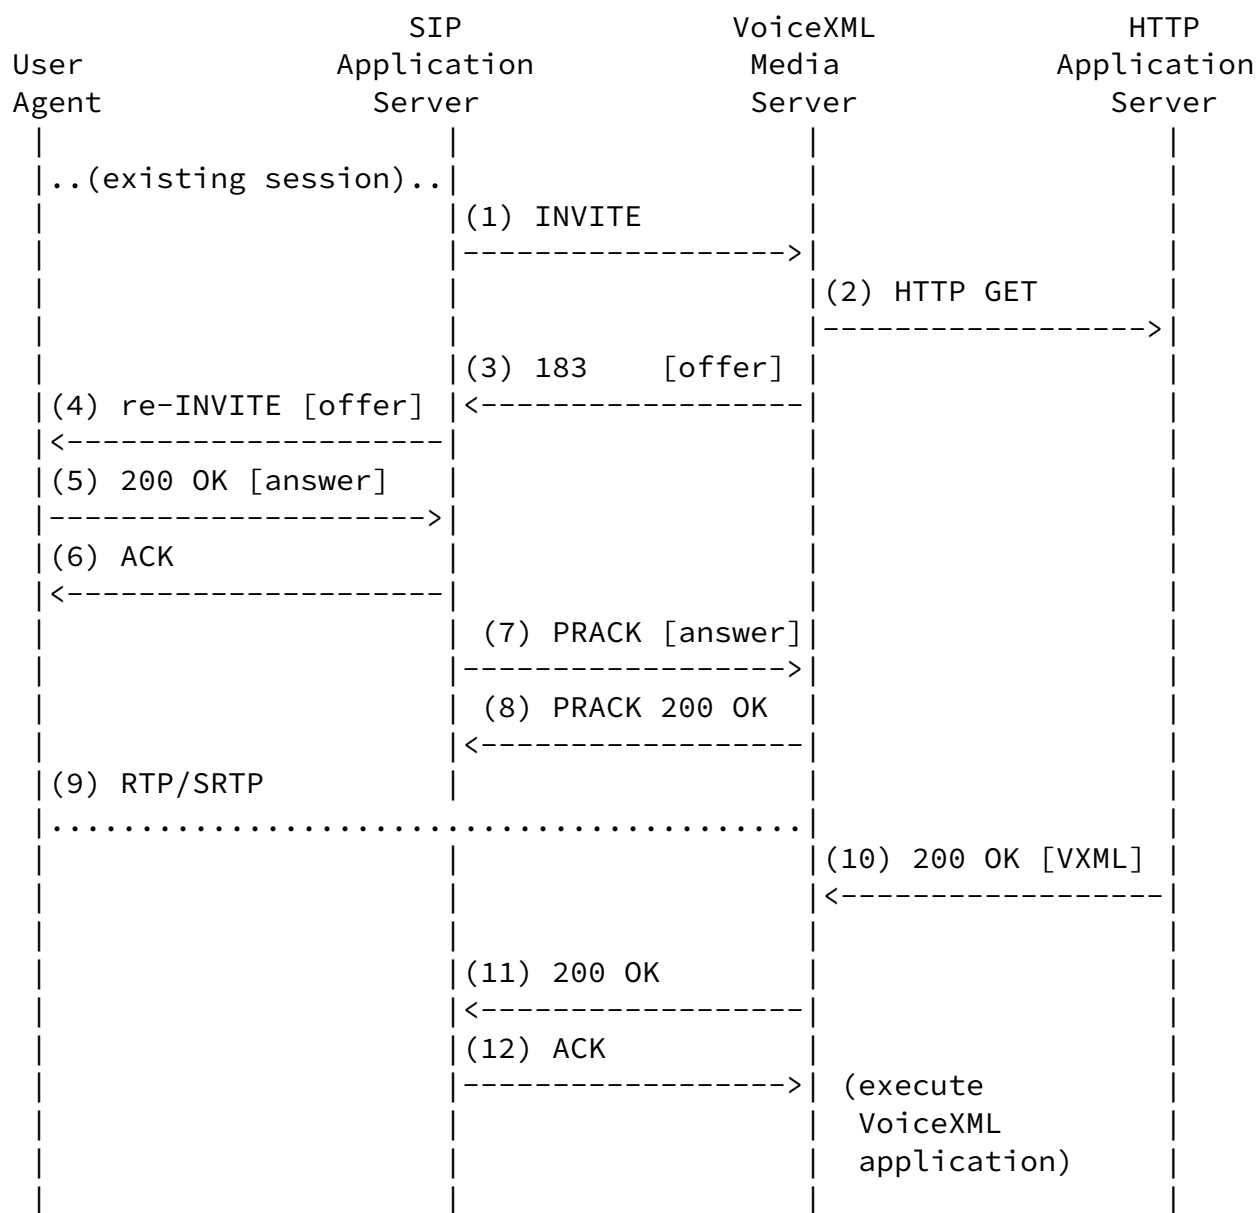 SIP VoiceXML HTTP
User Application Media Application
Agent Server Server Server
..(existing session)..
(1) INVITE
(2) HTTP GET
(3) 183 [offer]
(4) re-INVITE [offer]
(5) 200 OK [answer]
(6) ACK
(7) PRACK [answer]
(8) PRACK 200 OK
(9) RTP/SRTP
(10) 200 OK [VXML]
(11) 200 OK
(12) ACK
(execute
VoiceXML
application)